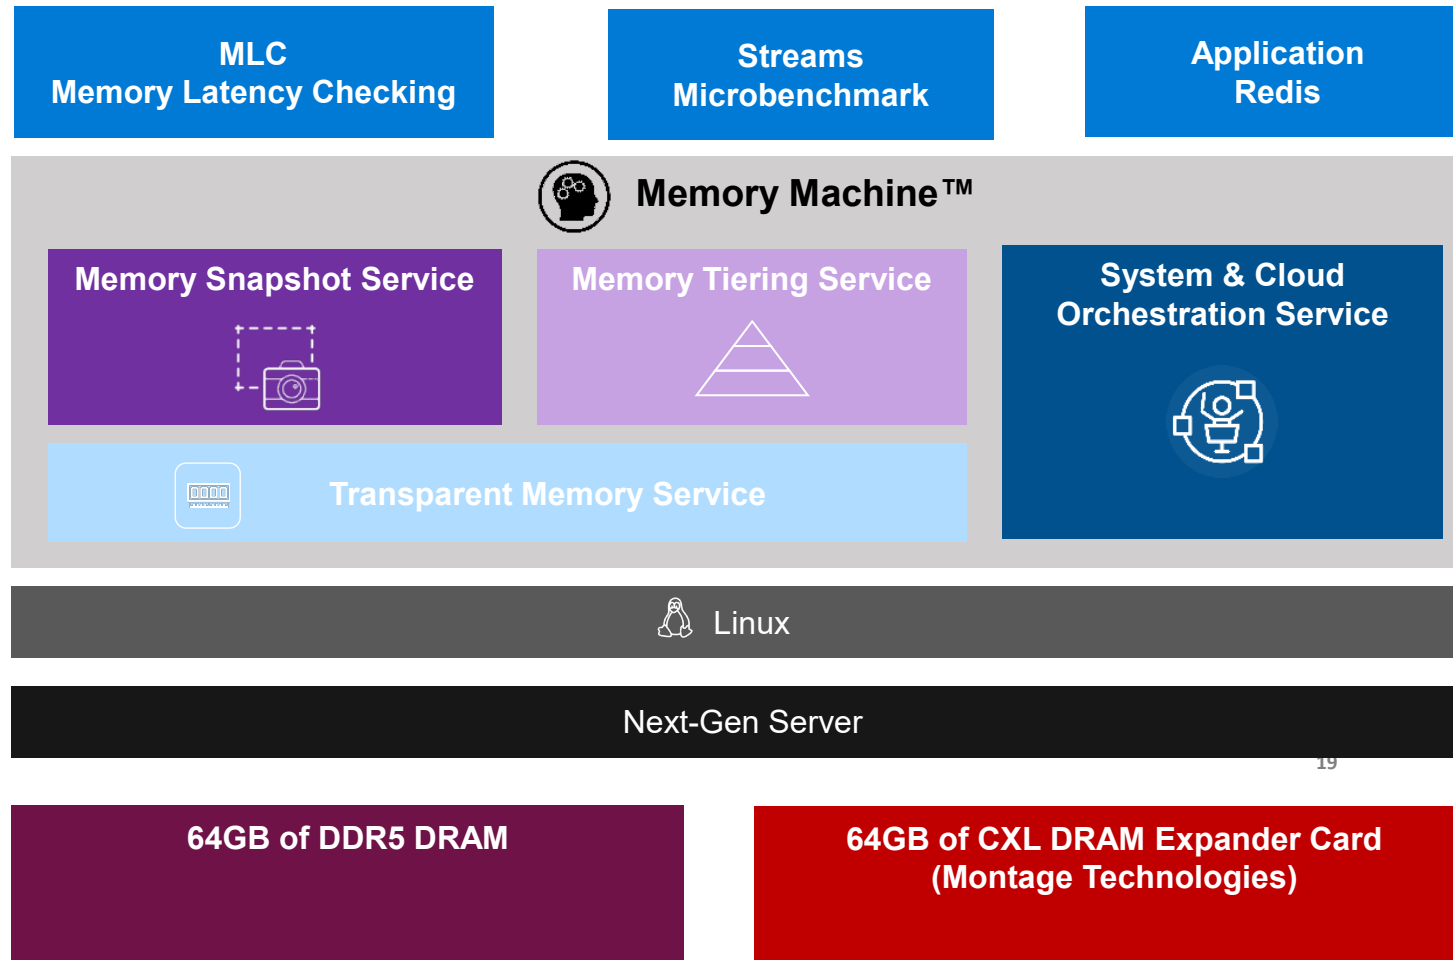 MLC
Memory Latency Checking
Streams
Microbenchmark
Application
Redis
Memory Machine™
Memory Snapshot Service
Memory Tiering Service
System & Cloud
Orchestration Service
Transparent Memory Service
Linux
Next-Gen Server
19
64GB of DDR5 DRAM
64GB of CXL DRAM Expander Card
(Montage Technologies)